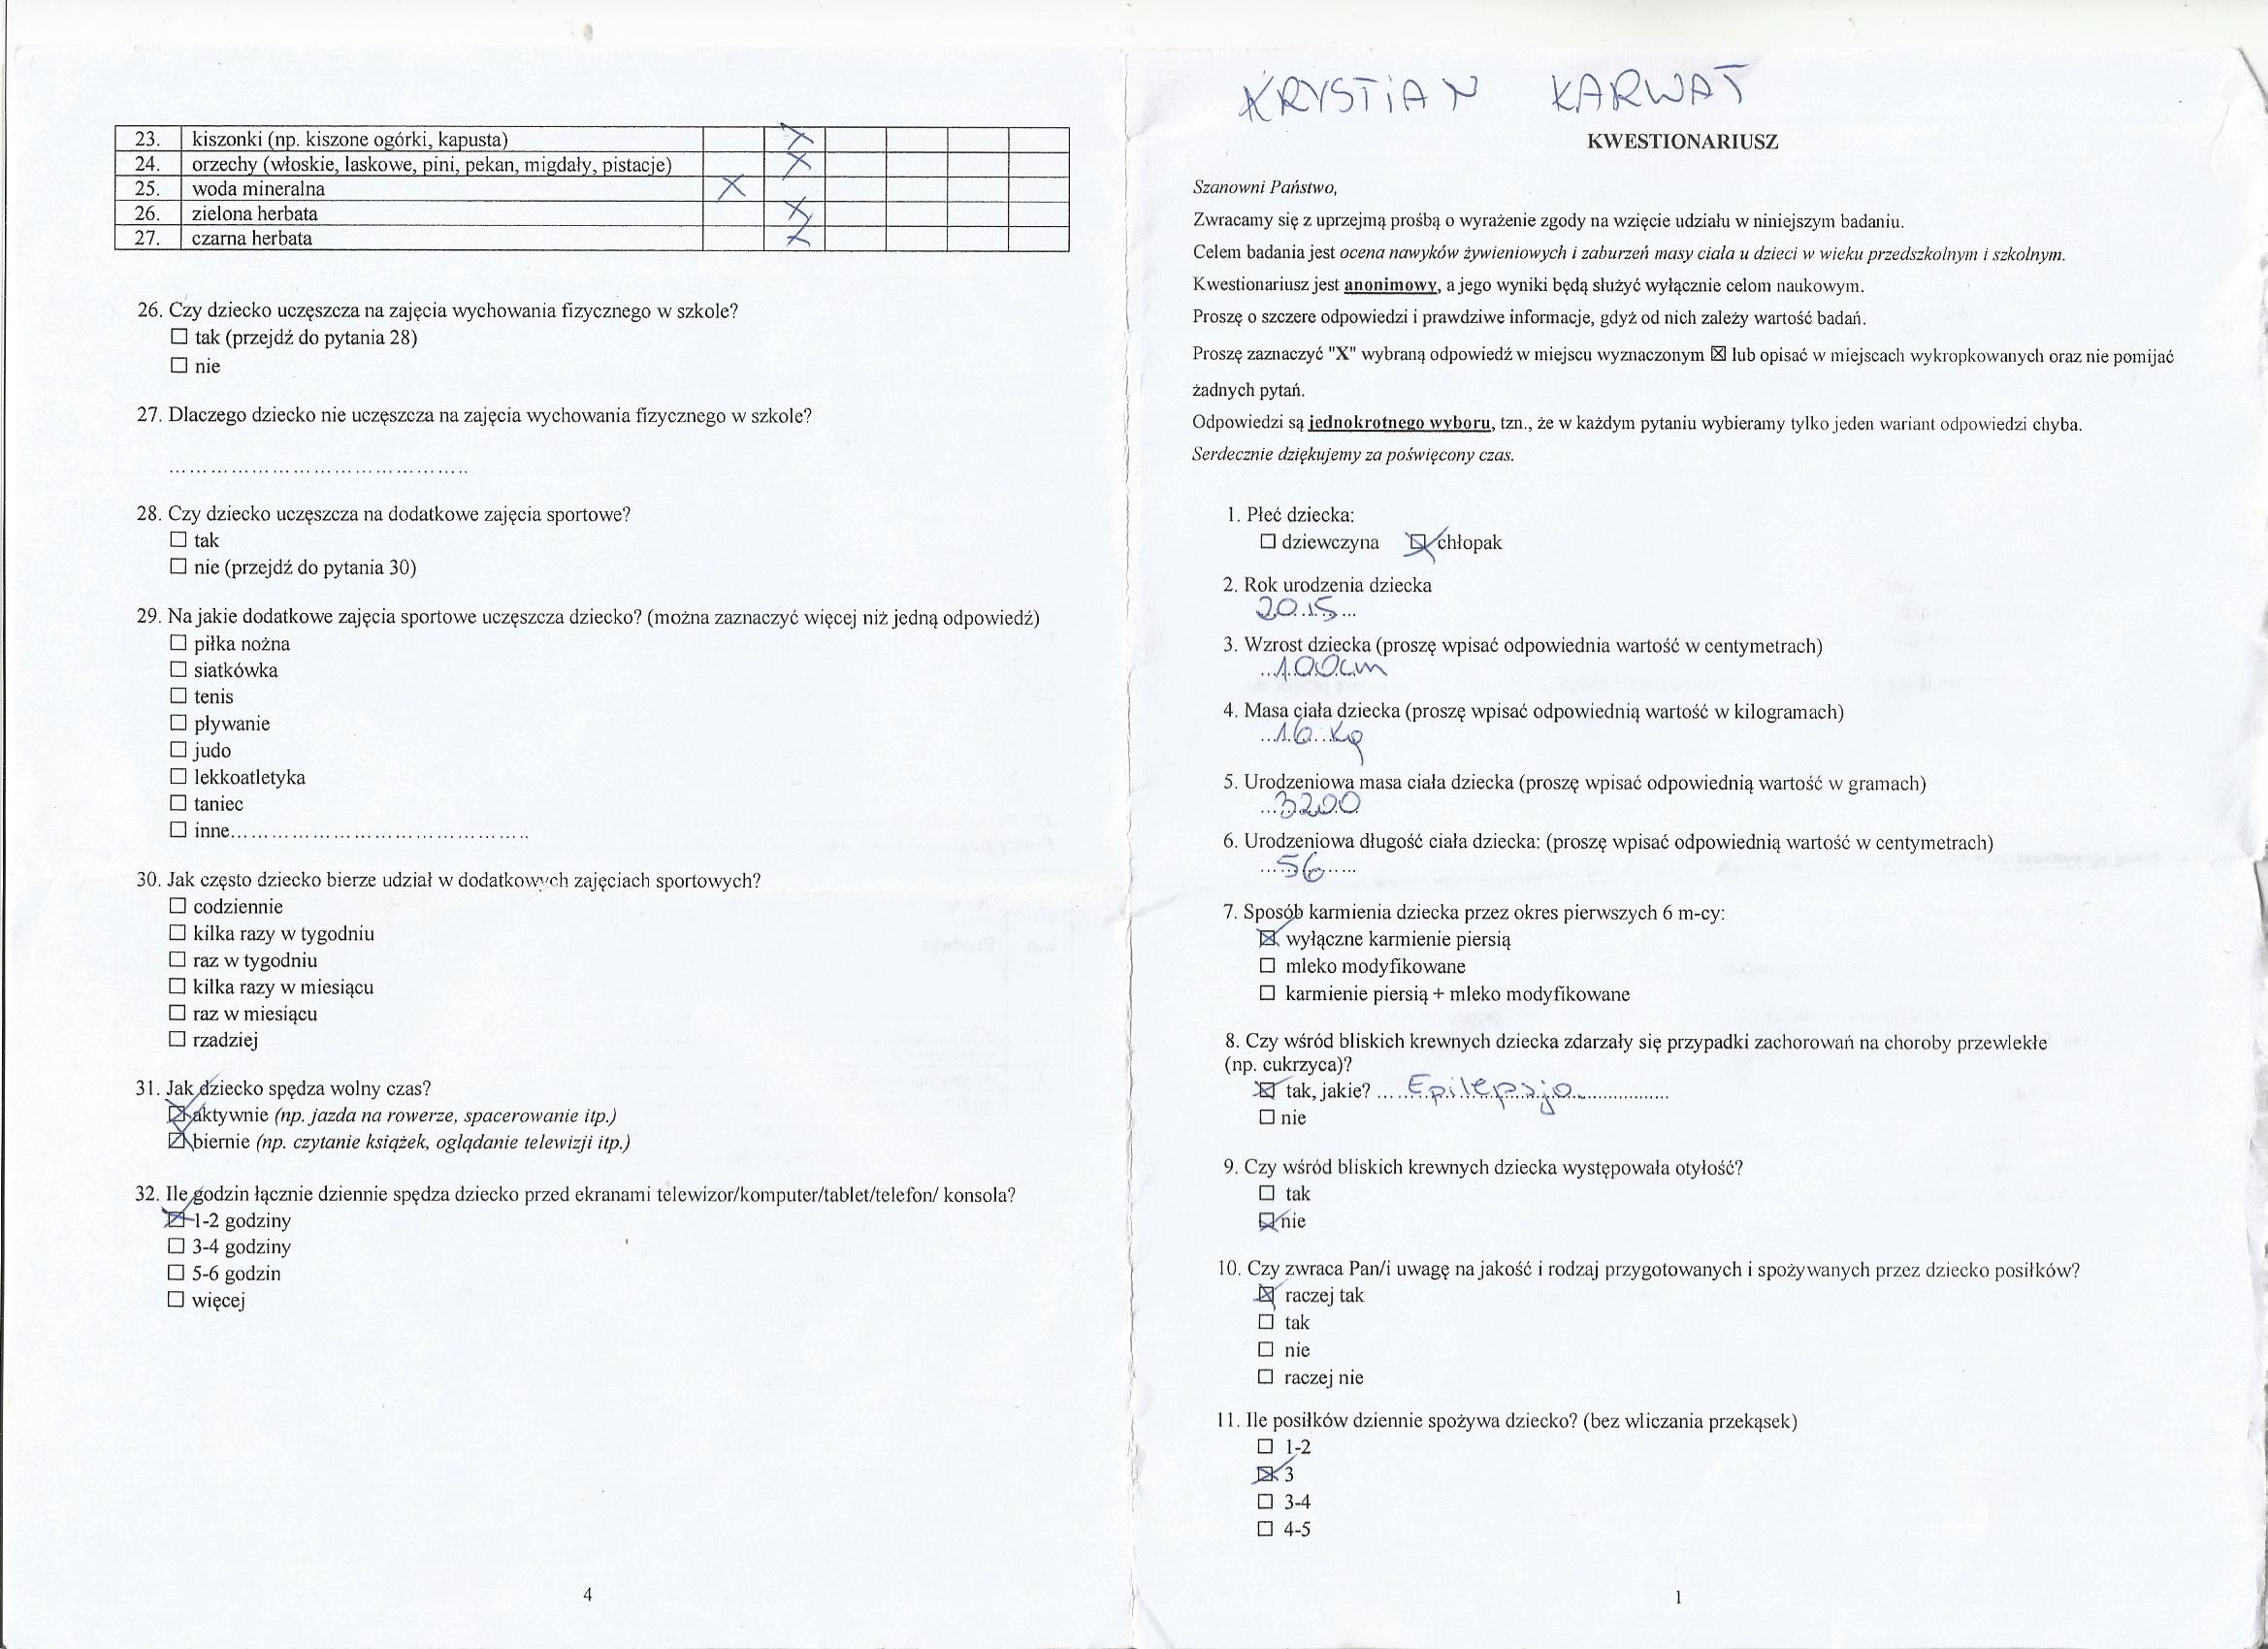 23. kiszonki (np. kiszone ogórki, kapusta) X
24. orzechy (włoskie, laskowe, pini, pekan, migdały, pistacje) X
25. woda mineralna X
26. zielona herbata X
27. czarna herbata X
26. Czy dziecko uczęszcza na zajęcia wychowania fizycznego w szkole?
☐ tak (przejdź do pytania 28)
☐ nie
27. Dlaczego dziecko nie uczęszcza na zajęcia wychowania fizycznego w szkole?
............................................
28. Czy dziecko uczęszcza na dodatkowe zajęcia sportowe?
☐ tak
☐ nie (przejdź do pytania 30)
29. Na jakie dodatkowe zajęcia sportowe uczęszcza dziecko? (można zaznaczyć więcej niż jedną odpowiedź)
☐ piłka nożna
☐ siatkówka
☐ tenis
☐ pływanie
☐ judo
☐ lekkoatletyka
☐ taniec
☐ inne............................................
30. Jak często dziecko bierze udział w dodatkowych zajęciach sportowych?
☐ codziennie
☐ kilka razy w tygodniu
☐ raz w tygodniu
☐ kilka razy w miesiącu
☐ raz w miesiącu
☐ rzadziej
31. Jak dziecko spędza wolny czas?
☒ aktywnie (np. jazda na rowerze, spacerowanie itp.)
☒ biernie (np. czytanie książek, oglądanie telewizji itp.)
32. Ile godzin łącznie dziennie spędza dziecko przed ekranami telewizor/komputer/tablet/telefon/ konsola?
☒ 1-2 godziny
☐ 3-4 godziny
☐ 5-6 godzin
☐ więcej
4
KRYSTIAN KARWAT
KWESTIONARIUSZ
Szanowni Państwo,
Zwracamy się z uprzejmą prośbą o wyrażenie zgody na wzięcie udziału w niniejszym badaniu.
Celem badania jest ocena nawyków żywieniowych i zaburzeń masy ciała u dzieci w wieku przedszkolnym i szkolnym.
Kwestionariusz jest anonimowy, a jego wyniki będą służyć wyłącznie celom naukowym.
Proszę o szczere odpowiedzi i prawdziwe informacje, gdyż od nich zależy wartość badań.
Proszę zaznaczyć "X" wybraną odpowiedź w miejscu wyznaczonym ☒ lub opisać w miejscach wykropkowanych oraz nie pomijać
żadnych pytań.
Odpowiedzi są jednokrotnego wyboru, tzn., że w każdym pytaniu wybieramy tylko jeden wariant odpowiedzi chyba.
Serdecznie dziękujemy za poświęcony czas.
1. Płeć dziecka:
☐ dziewczyna ☒ chłopak
2. Rok urodzenia dziecka
2015
3. Wzrost dziecka (proszę wpisać odpowiednia wartość w centymetrach)
100cm
4. Masa ciała dziecka (proszę wpisać odpowiednią wartość w kilogramach)
16 kg
5. Urodzeniowa masa ciała dziecka (proszę wpisać odpowiednią wartość w gramach)
3200
6. Urodzeniowa długość ciała dziecka: (proszę wpisać odpowiednią wartość w centymetrach)
56
7. Sposób karmienia dziecka przez okres pierwszych 6 m-cy:
☒ wyłączne karmienie piersią
☐ mleko modyfikowane
☐ karmienie piersią + mleko modyfikowane
8. Czy wśród bliskich krewnych dziecka zdarzały się przypadki zachorowań na choroby przewlekłe
(np. cukrzyca)?
☒ tak, jakie? .... Epilepsja
☐ nie
9. Czy wśród bliskich krewnych dziecka występowała otyłość?
☐ tak
☒ nie
10. Czy zwraca Pan/i uwagę na jakość i rodzaj przygotowanych i spożywanych przez dziecko posiłków?
☒ raczej tak
☐ tak
☐ nie
☐ raczej nie
11. Ile posiłków dziennie spożywa dziecko? (bez wliczania przekąsek)
☐ 1-2
☒ 3
☐ 3-4
☐ 4-5
1